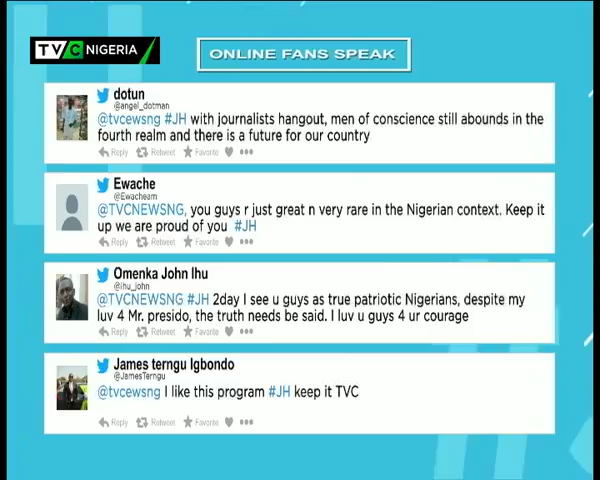 TVC NIGERIA
ONLINE FANS SPEAK
dotun
@angel_dotman
@tvcewsng #JH with journalists hangout, men of conscience still abounds in the
fourth realm and there is a future for our country
Reply Retweet Favorite
Ewache
@Ewacheam
@TVCNEWSNG, you guys r just great n very rare in the Nigerian context. Keep it
up we are proud of you #JH
Reply Retweet Favorite
Omenka John Ihu
@ihu_john
@TVCNEWSNG #JH 2day I see u guys as true patriotic Nigerians, despite my
luv 4 Mr. presido, the truth needs be said. I luv u guys 4 ur courage
Reply Retweet Favorite
James terngu Igbondo
@JamesTerngu
@tvcewsng I like this program #JH keep it TVC
Reply Retweet Favorite